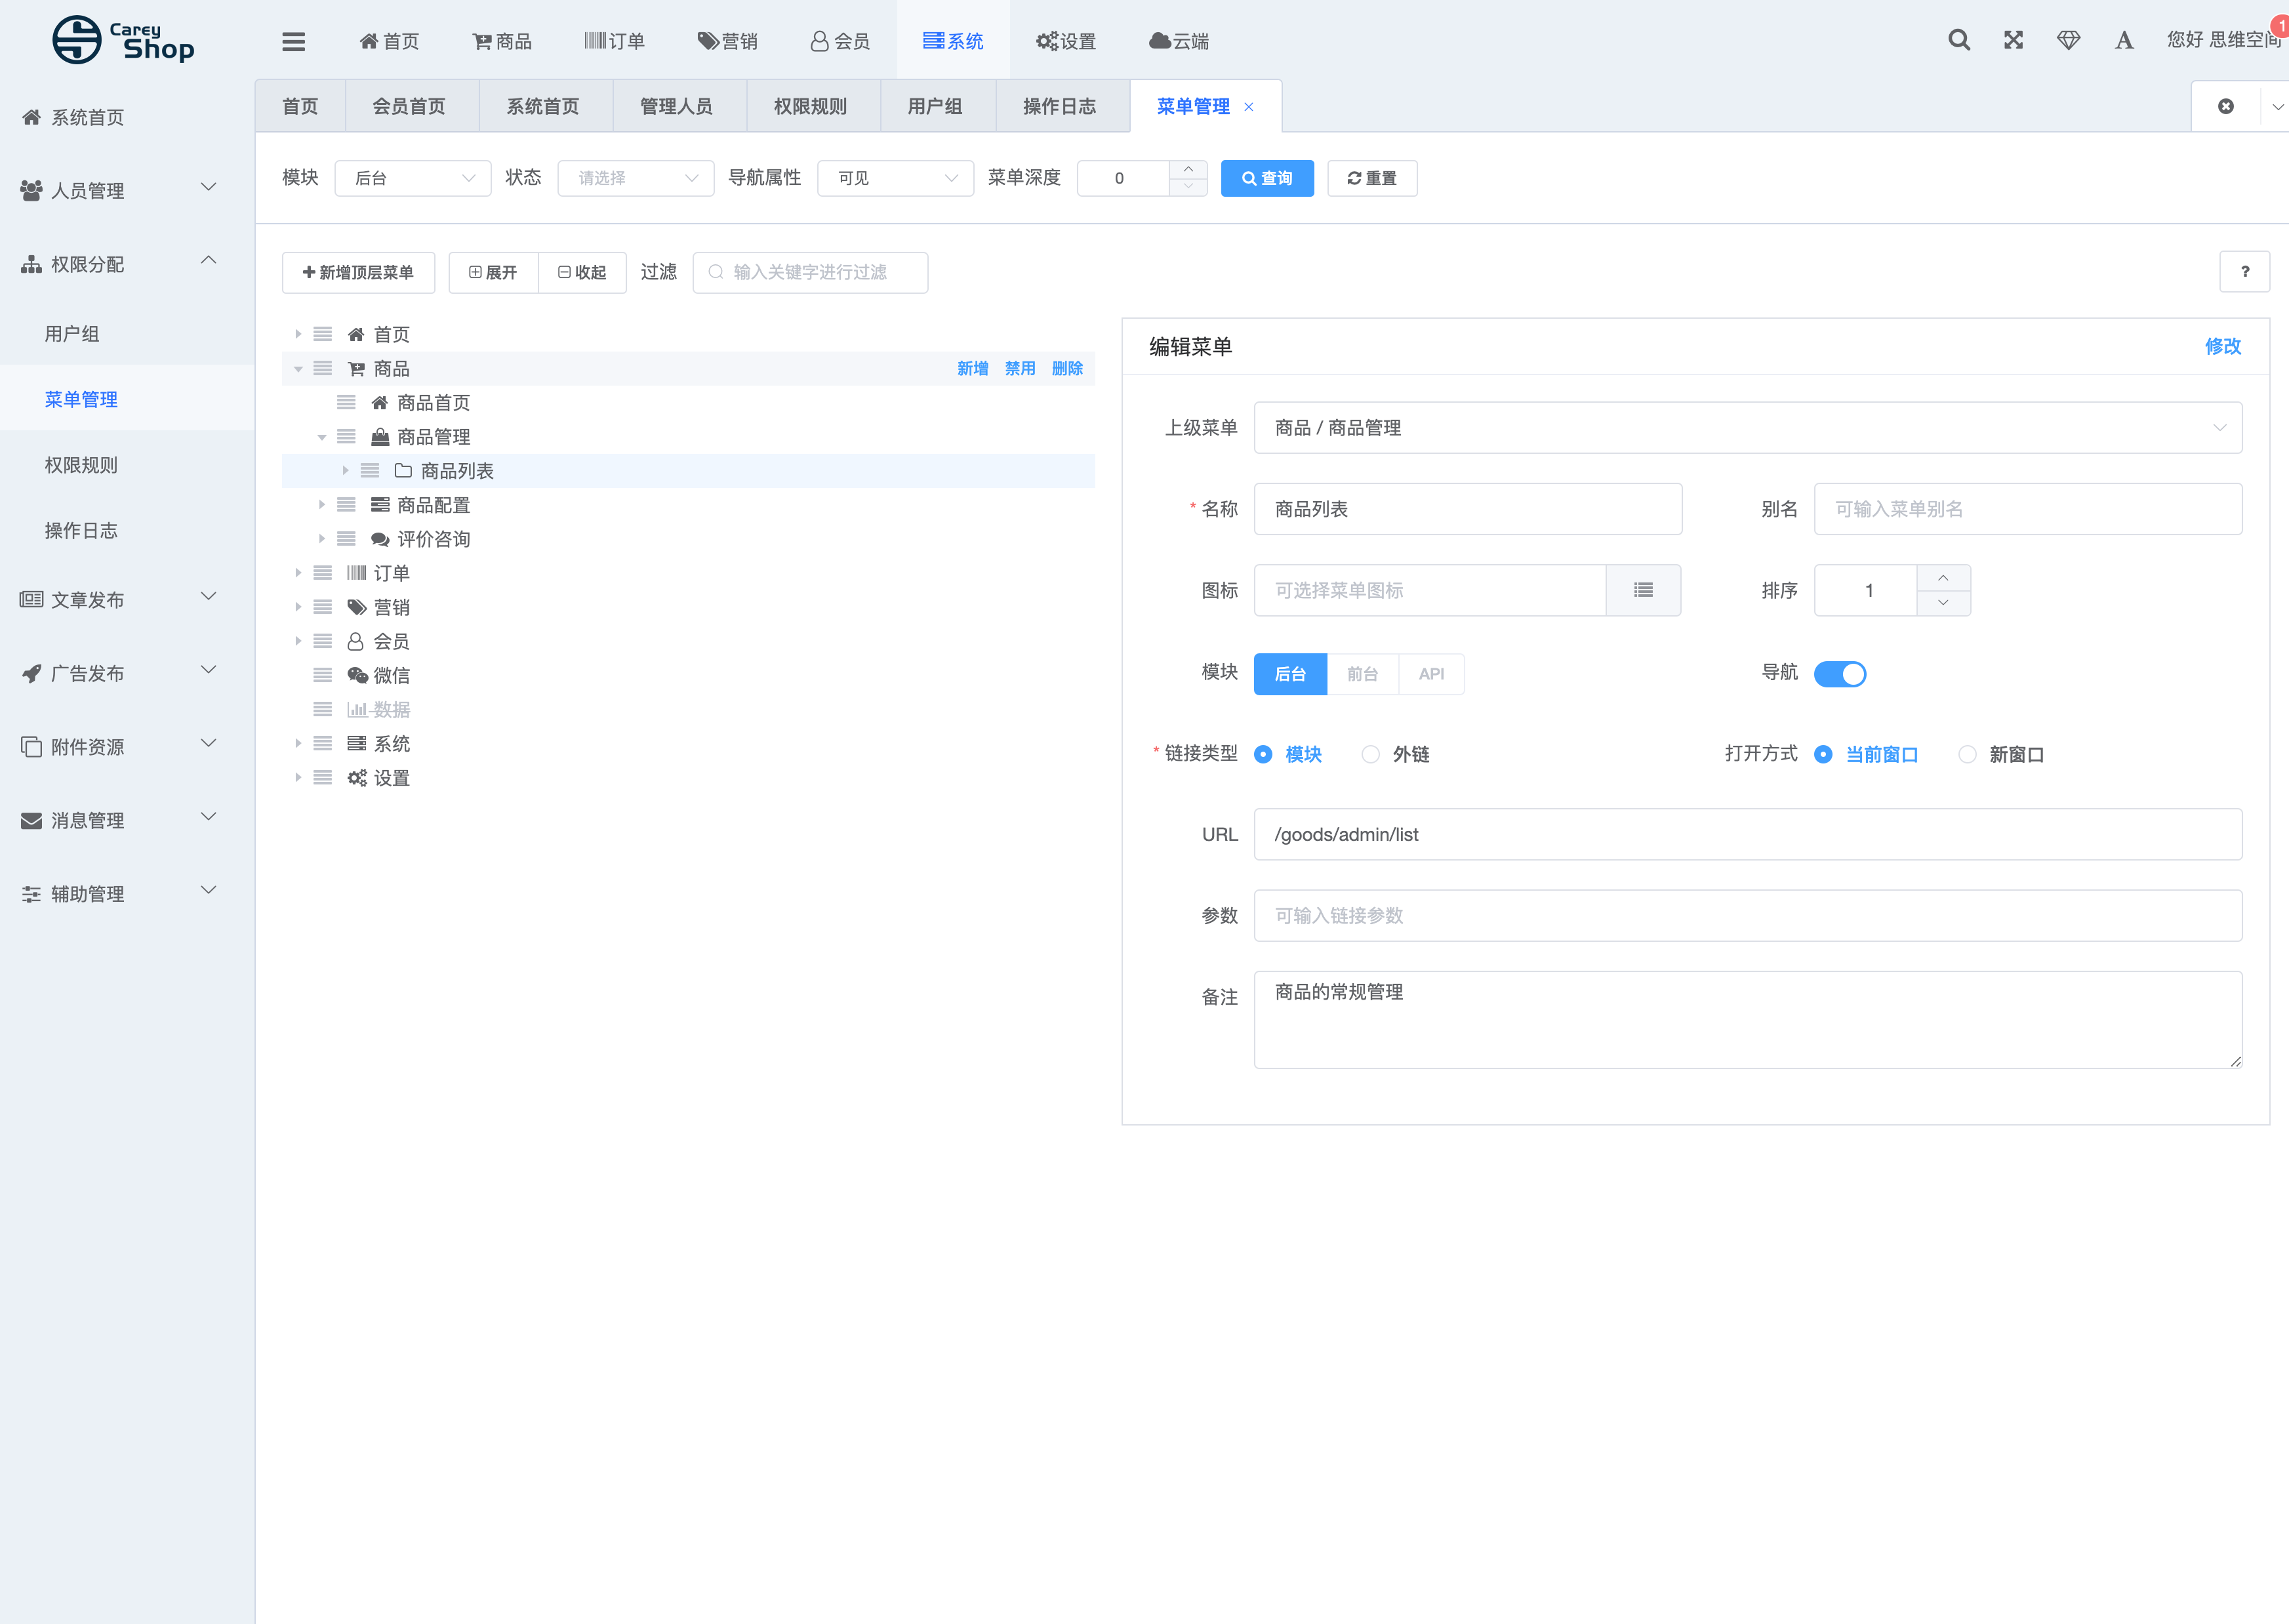 Carey Shop
首页 商品 订单 营销 会员 系统 设置 云端 您好 思维空间 1
首页 会员首页 系统首页 管理人员 权限规则 用户组 操作日志 菜单管理
系统首页
人员管理
权限分配
用户组
菜单管理
权限规则
操作日志
文章发布
广告发布
附件资源
消息管理
辅助管理
模块 后台 状态 请选择 导航属性 可见 菜单深度 0 查询 重置
新增顶层菜单 展开 收起 过滤 输入关键字进行过滤 ?
首页
商品 新增 禁用 删除
商品首页
商品管理
商品列表
商品配置
评价咨询
订单
营销
会员
微信
数据
系统
设置
编辑菜单 修改
上级菜单 商品 / 商品管理
* 名称 商品列表 别名 可输入菜单别名
图标 可选择菜单图标 排序 1
模块 后台 前台 API 导航
* 链接类型 模块 外链 打开方式 当前窗口 新窗口
URL /goods/admin/list
参数 可输入链接参数
备注 商品的常规管理